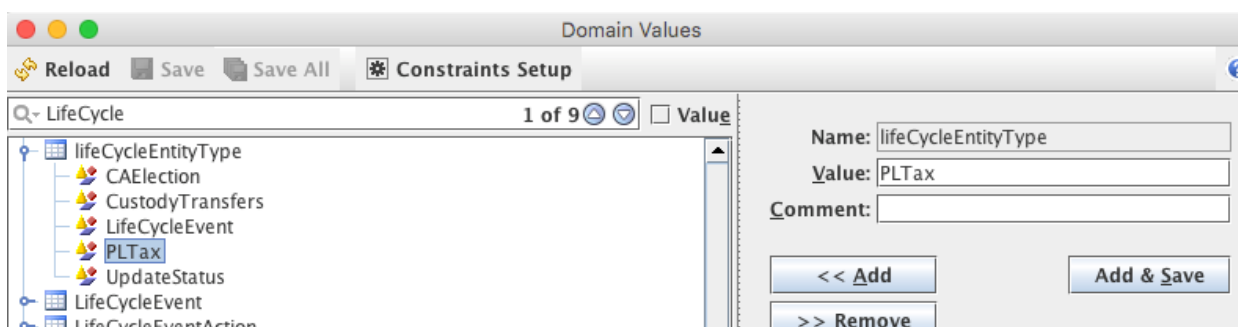 Domain Values
Reload Save Save All Constraints Setup
LifeCycle 1 of 9 Value
lifeCycleEntityType
CAElection
CustodyTransfers
LifeCycleEvent
PLTax
UpdateStatus
LifeCycleEvent
LifeCycleEventAction
Name: lifeCycleEntityType
Value: PLTax
Comment:
<< Add Add & Save
>> Remove